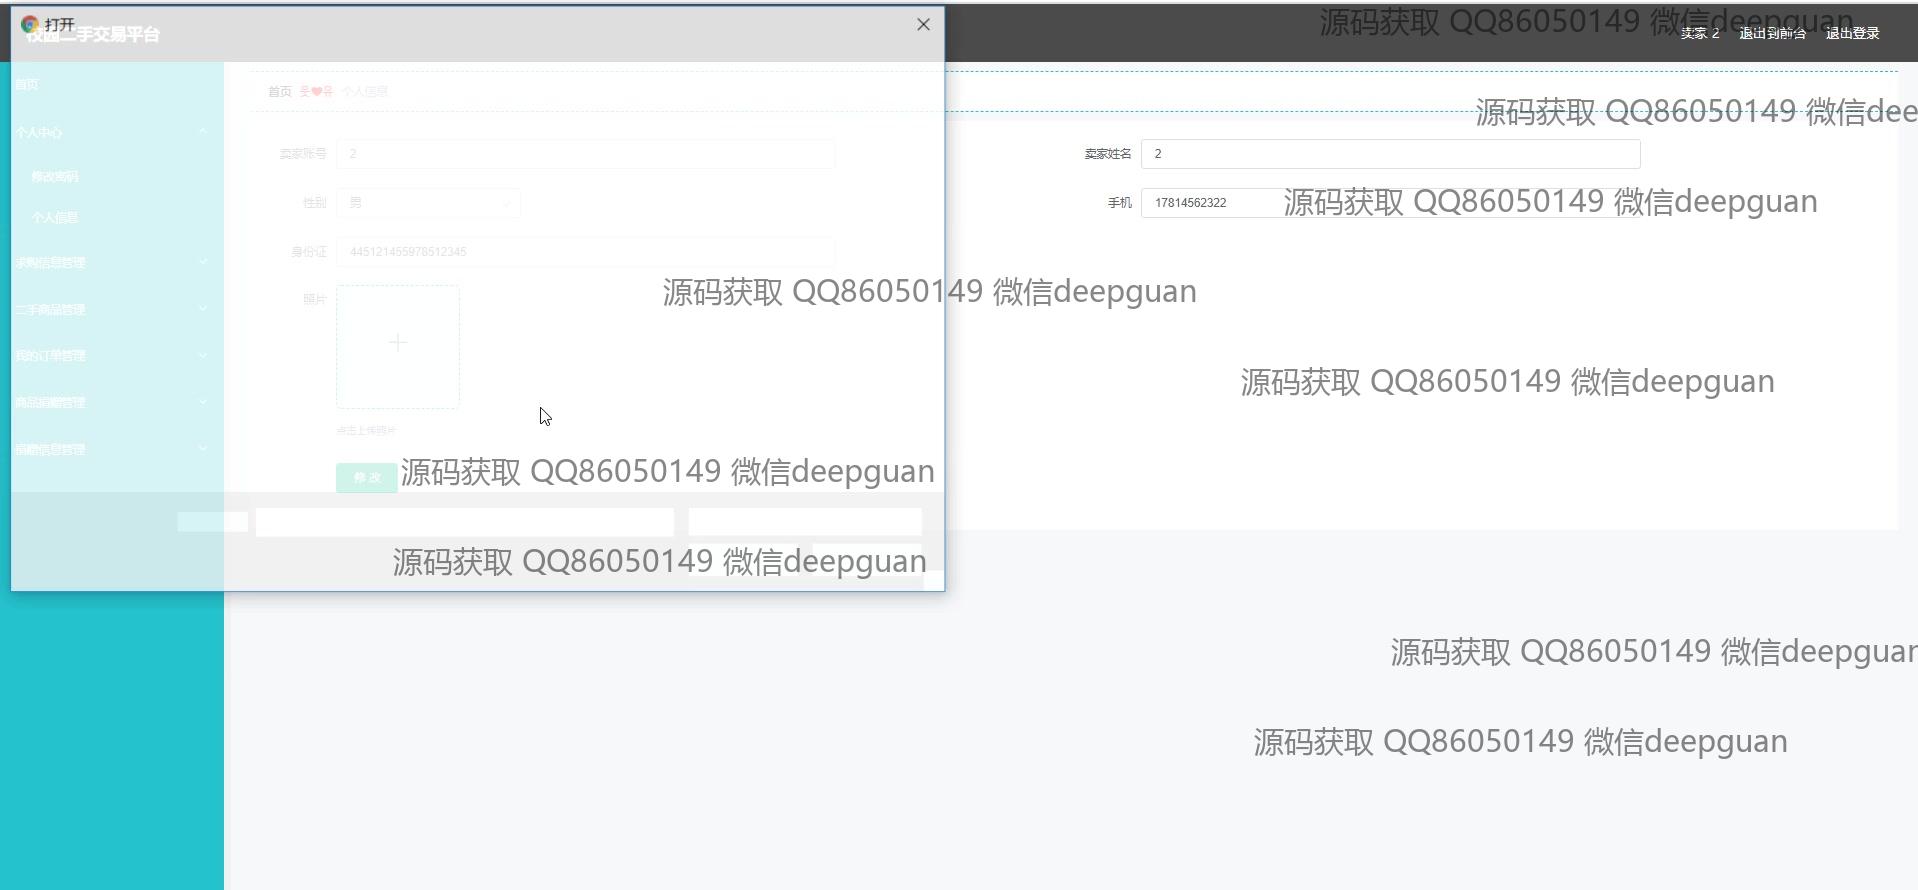 打开
校园二手交易平台
源码获取 QQ86050149 微信deepguan
卖家 2 退出到前台 退出登录
首页
首页 个人信息
源码获取 QQ86050149 微信dee
个人中心
卖家账号 2
卖家姓名 2
修改密码
性别 男
手机 17814562322
源码获取 QQ86050149 微信deepguan
个人信息
身份证 445121455978512345
求购信息管理
照片
源码获取 QQ86050149 微信deepguan
二手商品管理
我的订单管理
源码获取 QQ86050149 微信deepguan
商品捐赠管理
点击上传照片
捐赠信息管理
修改
源码获取 QQ86050149 微信deepguan
源码获取 QQ86050149 微信deepguan
源码获取 QQ86050149 微信deepguan
源码获取 QQ86050149 微信deepguan